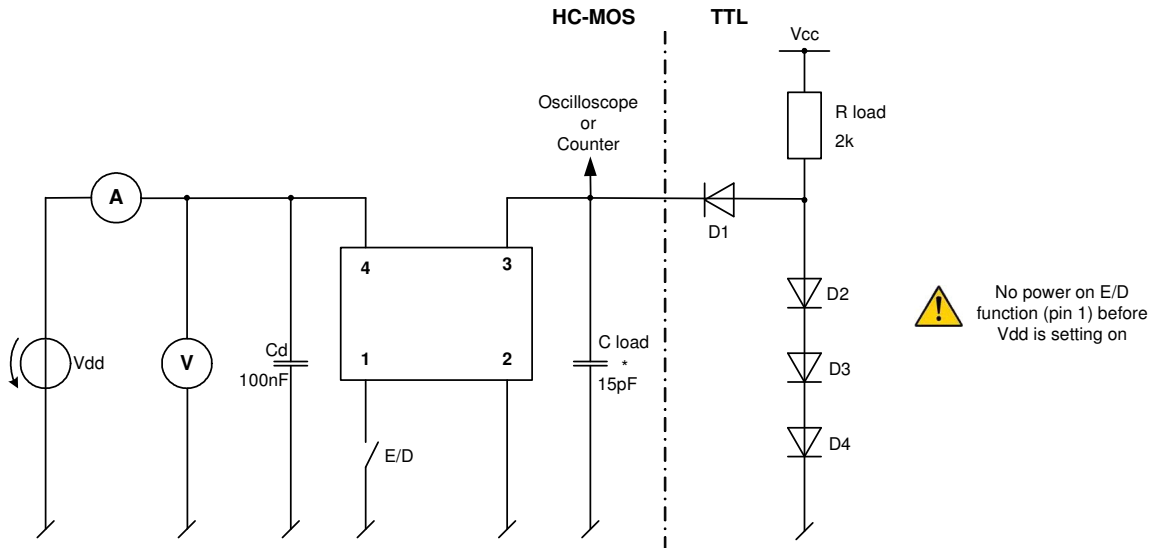 HC-MOS
TTL
Vcc
Oscilloscope
or
Counter
R load
2k
A
D1
4
3
D2
No power on E/D
function (pin 1) before
Vdd is setting on
Vdd
V
Cd
100nF
1
2
C load
*
15pF
D3
E/D
D4